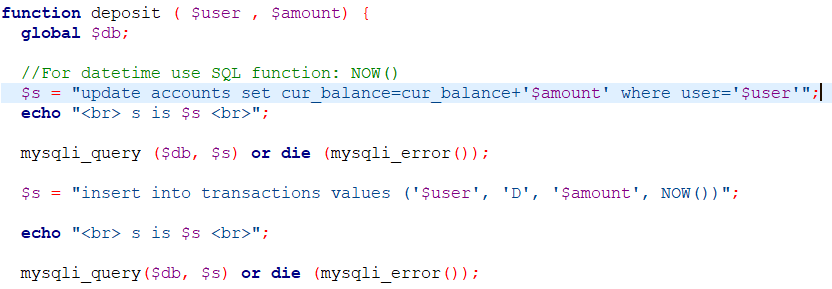 function deposit ( $user , $amount) {
global $db;
//For datetime use SQL function: NOW()
$s = "update accounts set cur_balance=cur_balance+'$amount' where user='$user'";
echo "<br> s is $s <br>";
mysqli_query ($db, $s) or die (mysqli_error());
$s = "insert into transactions values ('$user', 'D', '$amount', NOW())";
echo "<br> s is $s <br>";
mysqli_query($db, $s) or die (mysqli_error());